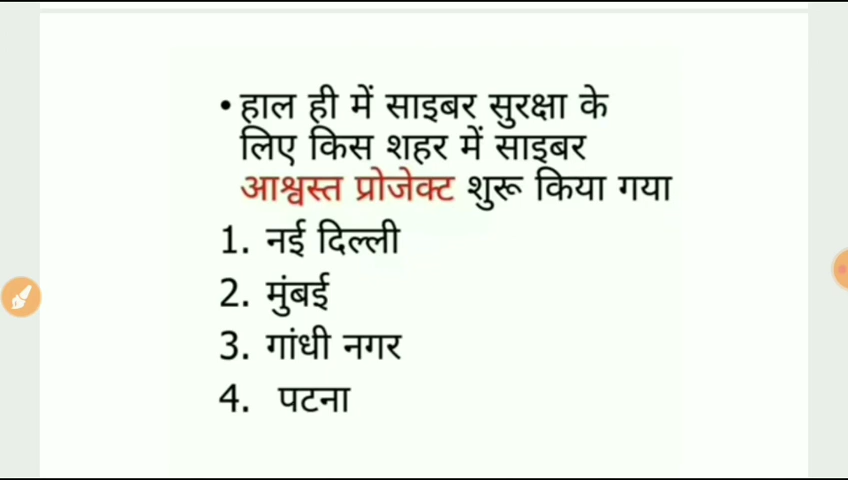 • हाल ही में साइबर सुरक्षा के
लिए किस शहर में साइबर
आश्वस्त प्रोजेक्ट शुरू किया गया
1. नई दिल्ली
2. मुंबई
3. गांधी नगर
4. पटना